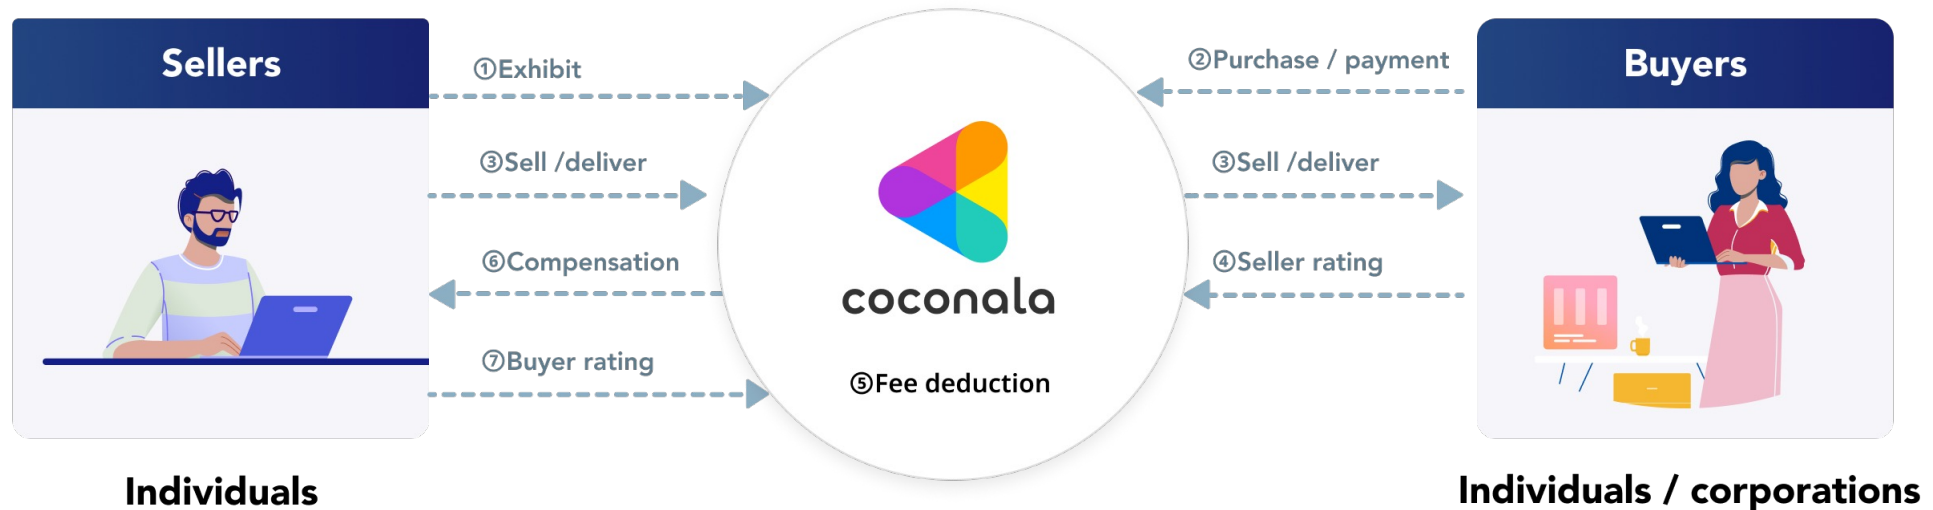 Sellers
①Exhibit
③Sell /deliver
⑥Compensation
⑦Buyer rating
Individuals
coconala
⑤Fee deduction
②Purchase / payment
③Sell /deliver
④Seller rating
Buyers
Individuals / corporations